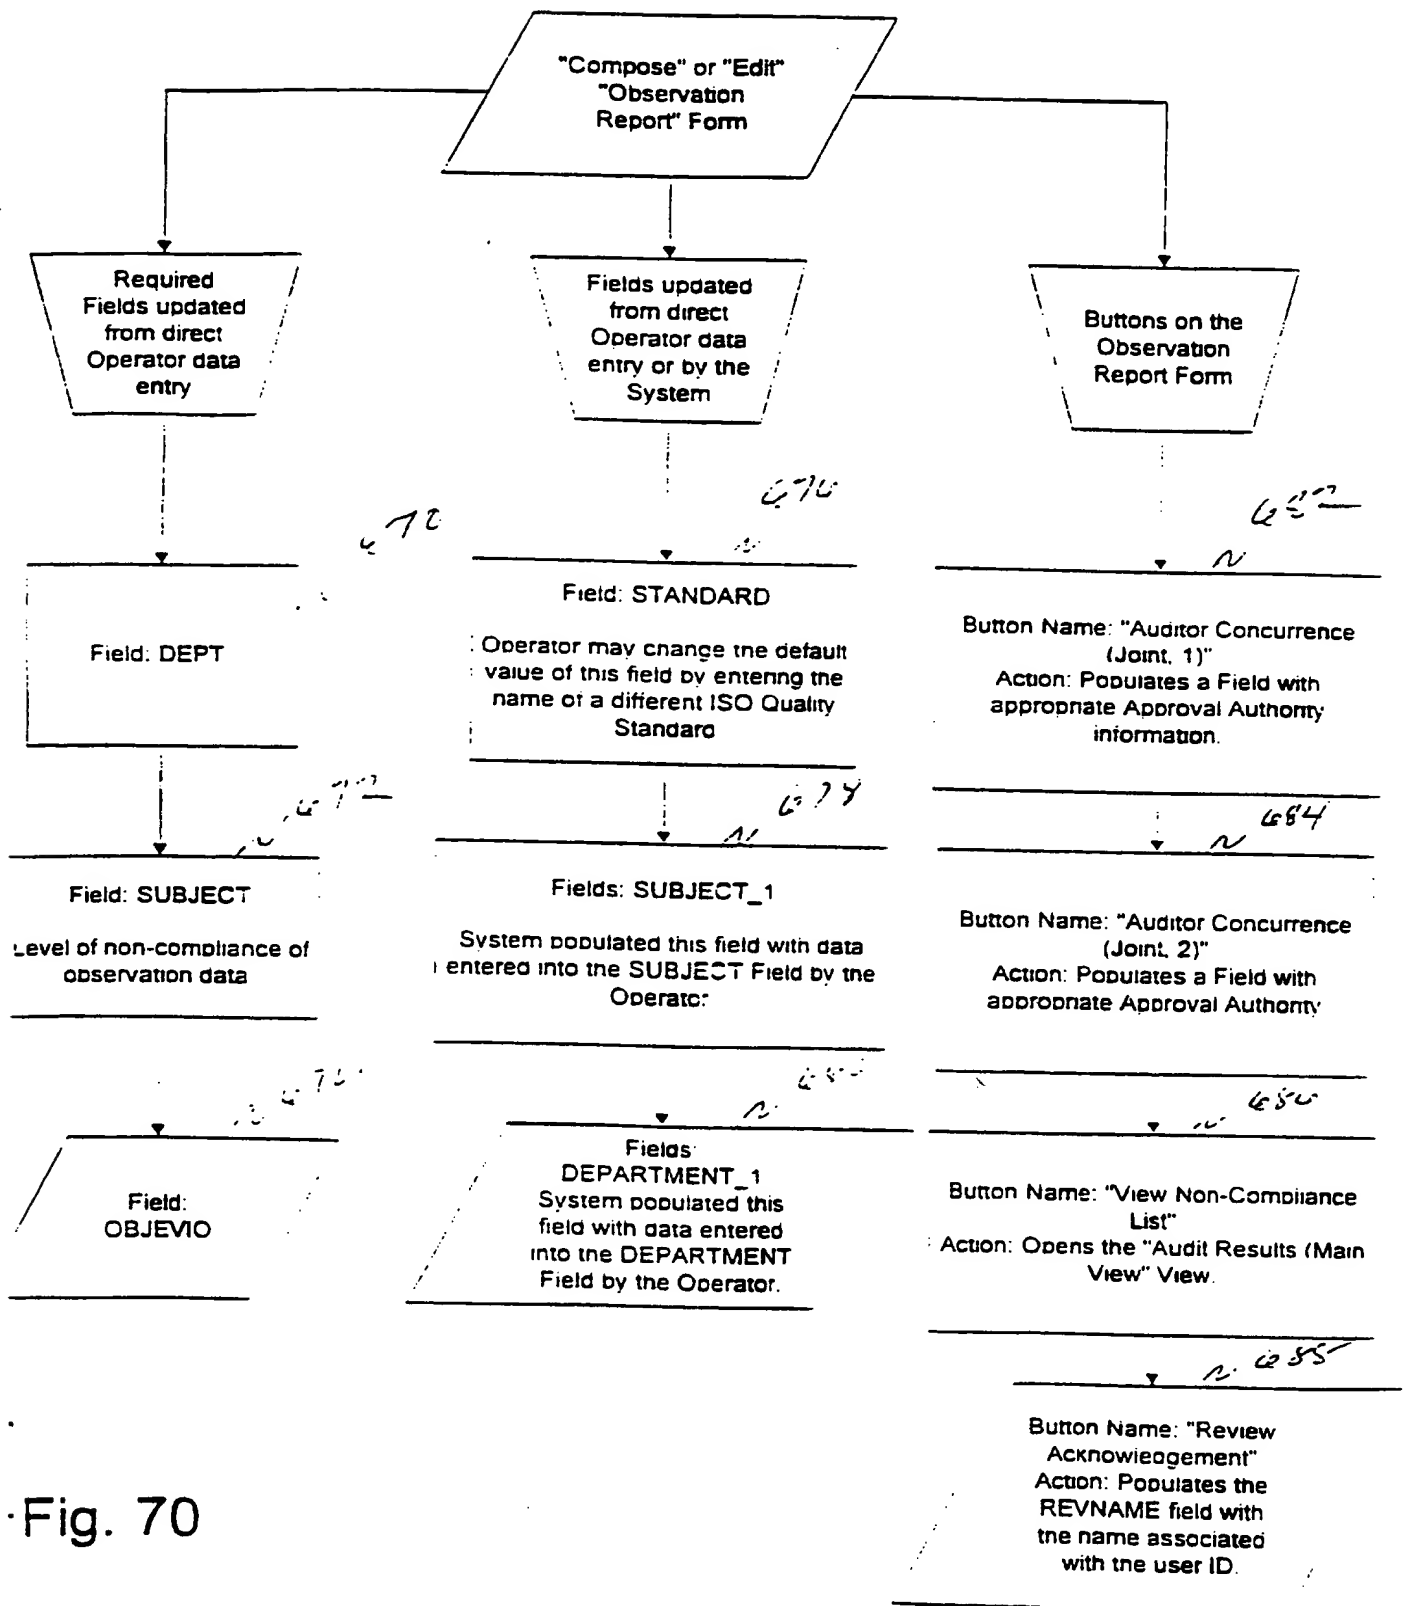 "Compose" or "Edit"
"Observation
Report" Form
Required
Fields updated
from direct
Operator data
entry
Fields updated
from direct
Operator data
entry or by the
System
Buttons on the
Observation
Report Form
670
676
682
Field: DEPT
Field: STANDARD
Operator may change the default
value of this field by entering the
name of a different ISO Quality
Standard
Button Name: "Auditor Concurrence
(Joint, 1)"
Action: Populates a Field with
appropriate Approval Authority
information.
672
678
684
Field: SUBJECT
Level of non-compliance of
observation data
Fields: SUBJECT_1
System populated this field with data
entered into the SUBJECT Field by the
Operator.
Button Name: "Auditor Concurrence
(Joint, 2)"
Action: Populates a Field with
appropriate Approval Authority
Field:
OBJEVIO
Fields:
DEPARTMENT_1
System populated this
field with data entered
into the DEPARTMENT
Field by the Operator.
Button Name: "View Non-Compliance
List"
Action: Opens the "Audit Results (Main
View" View.
Button Name: "Review
Acknowledgement"
Action: Populates the
REVNAME field with
the name associated
with the user ID.
Fig. 70